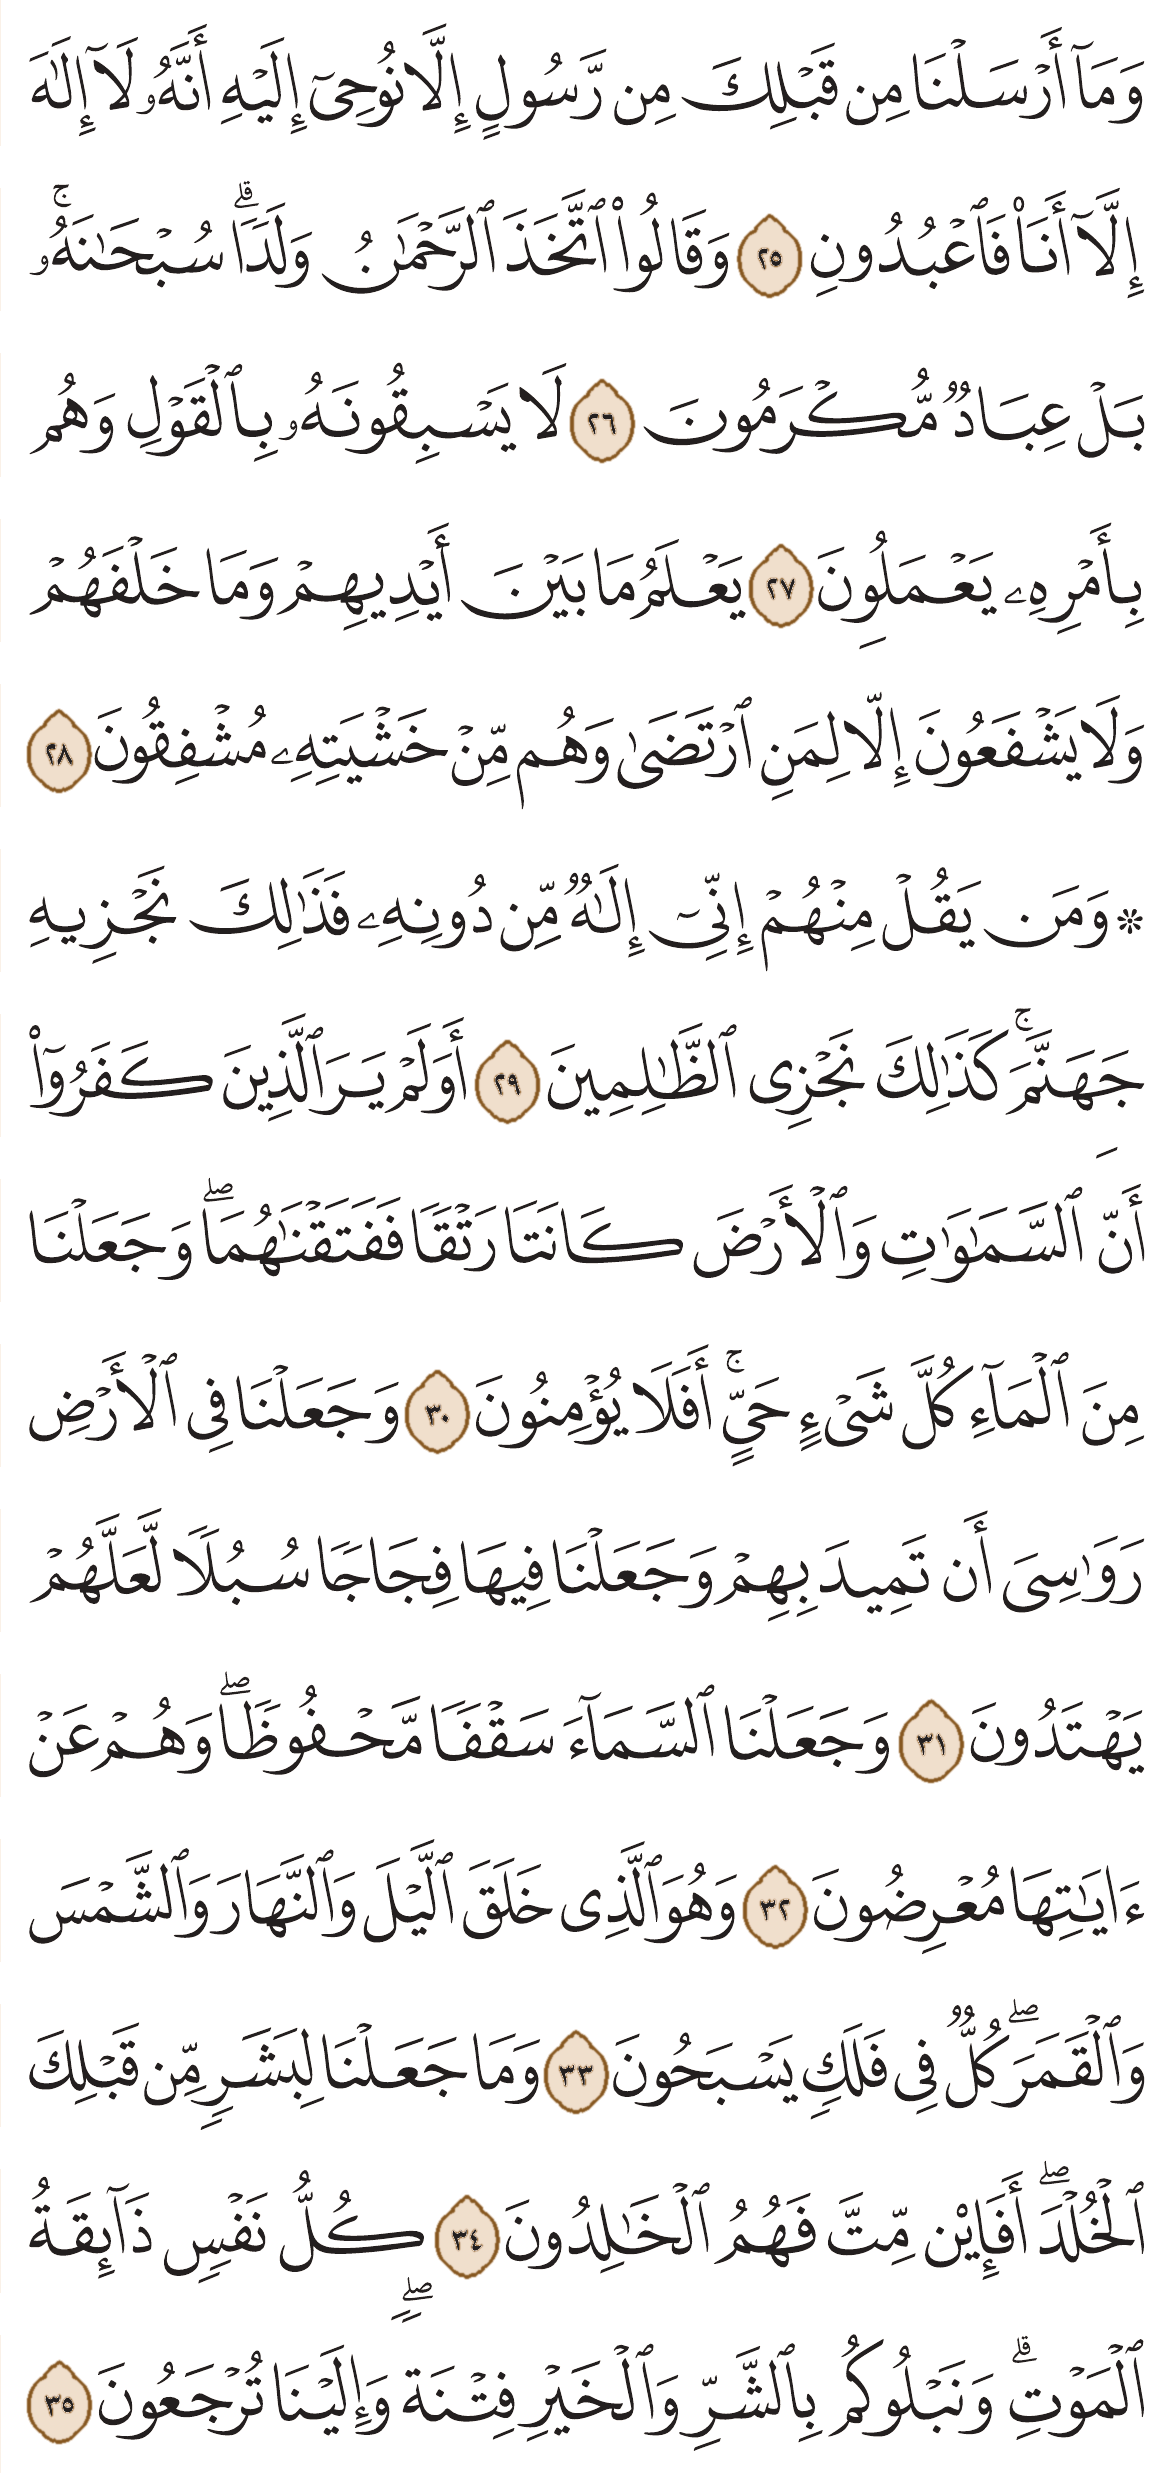 وَمَآ أَرۡسَلۡنَا مِن قَبۡلِكَ مِن رَّسُولٍ إِلَّا نُوحِىٓ إِلَيۡهِ أَنَّهُۥ لَآ إِلَٰهَ
إِلَّآ أَنَا۠ فَٱعۡبُدُونِ ٢٥ وَقَالُوا۟ ٱتَّخَذَ ٱلرَّحۡمَٰنُ وَلَدًاۗ سُبۡحَٰنَهُۥۚ
بَلۡ عِبَادٌ مُّكۡرَمُونَ ٢٦ لَا يَسۡبِقُونَهُۥ بِٱلۡقَوۡلِ وَهُم
بِأَمۡرِهِۦ يَعۡمَلُونَ ٢٧ يَعۡلَمُ مَا بَيۡنَ أَيۡدِيهِمۡ وَمَا خَلۡفَهُمۡ
وَلَا يَشۡفَعُونَ إِلَّا لِمَنِ ٱرۡتَضَىٰ وَهُم مِّنۡ خَشۡيَتِهِۦ مُشۡفِقُونَ ٢٨
۞ وَمَن يَقُلۡ مِنۡهُمۡ إِنِّىٓ إِلَٰهٌ مِّن دُونِهِۦ فَذَٰلِكَ نَجۡزِيهِ
جَهَنَّمَۚ كَذَٰلِكَ نَجۡزِى ٱلظَّٰلِمِينَ ٢٩ أَوَلَمۡ يَرَ ٱلَّذِينَ كَفَرُوٓا۟
أَنَّ ٱلسَّمَٰوَٰتِ وَٱلۡأَرۡضَ كَانَتَا رَتۡقًا فَفَتَقۡنَٰهُمَاۖ وَجَعَلۡنَا
مِنَ ٱلۡمَآءِ كُلَّ شَىۡءٍ حَىٍّۚ أَفَلَا يُؤۡمِنُونَ ٣٠ وَجَعَلۡنَا فِى ٱلۡأَرۡضِ
رَوَٰسِىَ أَن تَمِيدَ بِهِمۡ وَجَعَلۡنَا فِيهَا فِجَاجًا سُبُلًا لَّعَلَّهُمۡ
يَهۡتَدُونَ ٣١ وَجَعَلۡنَا ٱلسَّمَآءَ سَقۡفًا مَّحۡفُوظًاۖ وَهُمۡ عَنۡ
ءَايَٰتِهَا مُعۡرِضُونَ ٣٢ وَهُوَ ٱلَّذِى خَلَقَ ٱلَّيۡلَ وَٱلنَّهَارَ وَٱلشَّمۡسَ
وَٱلۡقَمَرَۖ كُلٌّ فِى فَلَكٍ يَسۡبَحُونَ ٣٣ وَمَا جَعَلۡنَا لِبَشَرٍ مِّن قَبۡلِكَ
ٱلۡخُلۡدَۖ أَفَإِي۟ن مِّتَّ فَهُمُ ٱلۡخَٰلِدُونَ ٣٤ كُلُّ نَفۡسٍ ذَآئِقَةُ
ٱلۡمَوۡتِۗ وَنَبۡلُوكُم بِٱلشَّرِّ وَٱلۡخَيۡرِ فِتۡنَةًۖ وَإِلَيۡنَا تُرۡجَعُونَ ٣٥